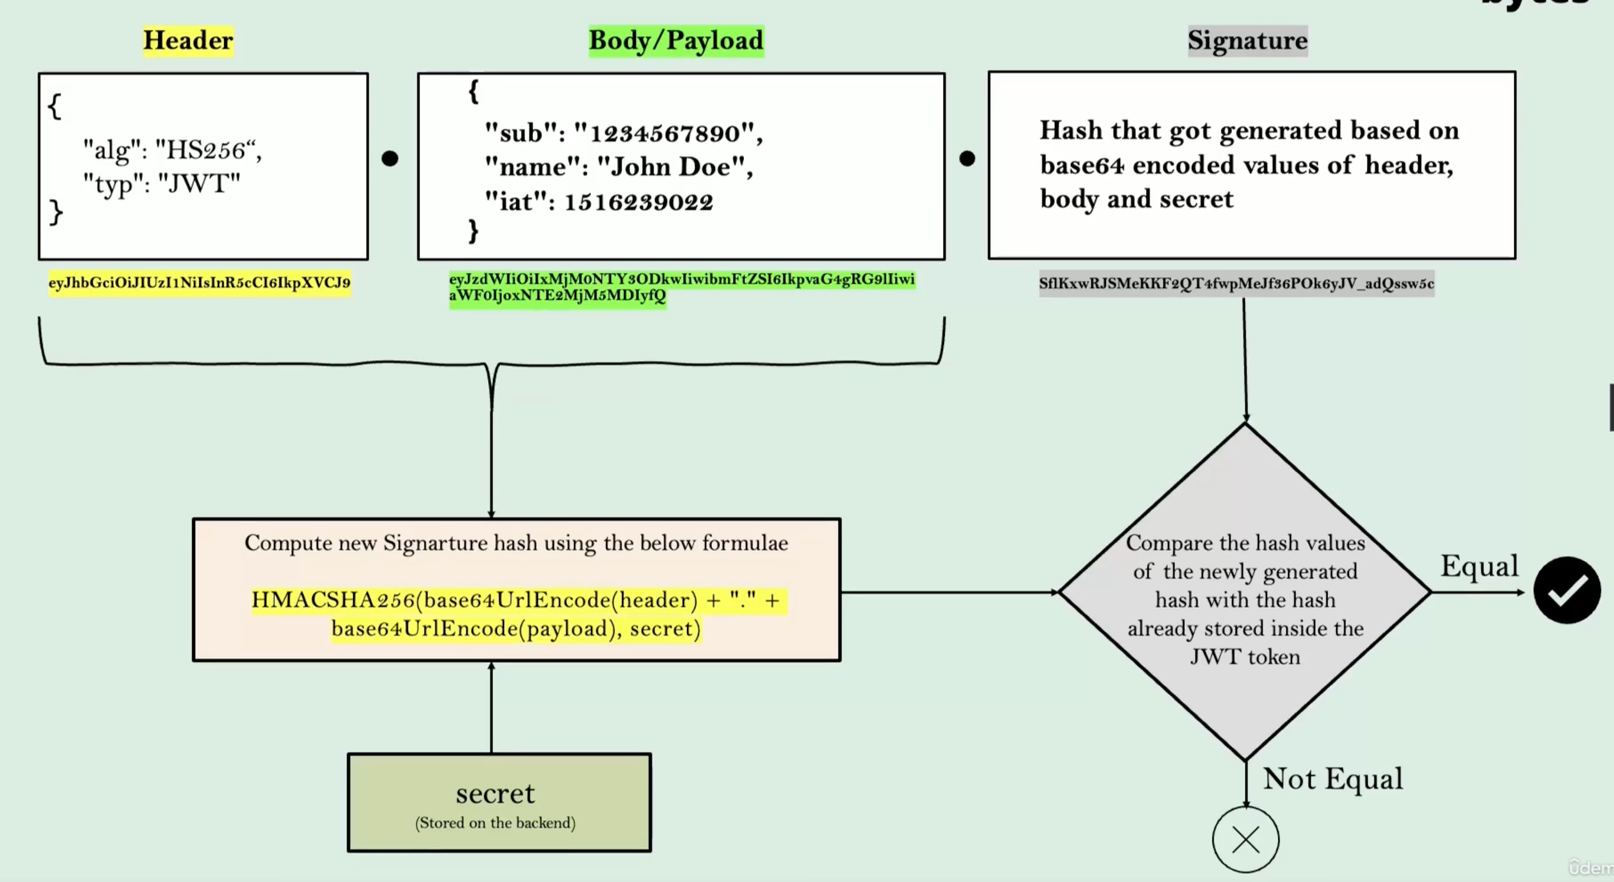 bytes
Header
Body/Payload
Signature
{
"alg": "HS256“,
"typ": "JWT"
}
{
"sub": "1234567890",
"name": "John Doe",
"iat": 1516239022
}
Hash that got generated based on
base64 encoded values of header,
body and secret
eyJhbGciOiJIUzI1NiIsInR5cCI6IkpXVCJ9
eyJzdWIiOiIxMjM0NTY3ODkwIiwibmFtZSI6IkpvaG4gRG9lIiwi
aWF0IjoxNTE2MjM5MDIyfQ
SflKxwRJSMeKKF2QT4fwpMeJf36POk6yJV_adQssw5c
Compute new Signarture hash using the below formulae
HMACSHA256(base64UrlEncode(header) + "." +
base64UrlEncode(payload), secret)
Compare the hash values
of the newly generated
hash with the hash
already stored inside the
JWT token
Equal
Not Equal
secret
(Stored on the backend)